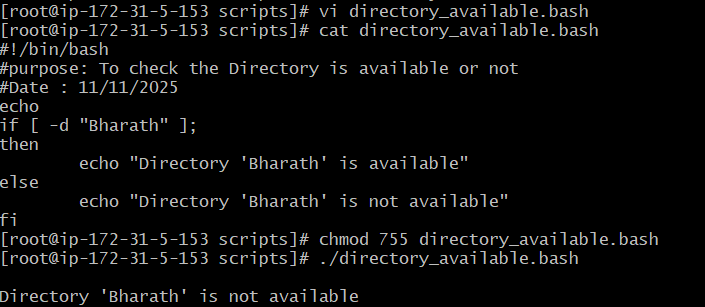 [root@ip-172-31-5-153 scripts]# vi directory_available.bash
[root@ip-172-31-5-153 scripts]# cat directory_available.bash
#!/bin/bash
#purpose: To check the Directory is available or not
#Date : 11/11/2025
echo
if [ -d "Bharath" ];
then
        echo "Directory 'Bharath' is available"
else
        echo "Directory 'Bharath' is not available"
fi
[root@ip-172-31-5-153 scripts]# chmod 755 directory_available.bash
[root@ip-172-31-5-153 scripts]# ./directory_available.bash

Directory 'Bharath' is not available